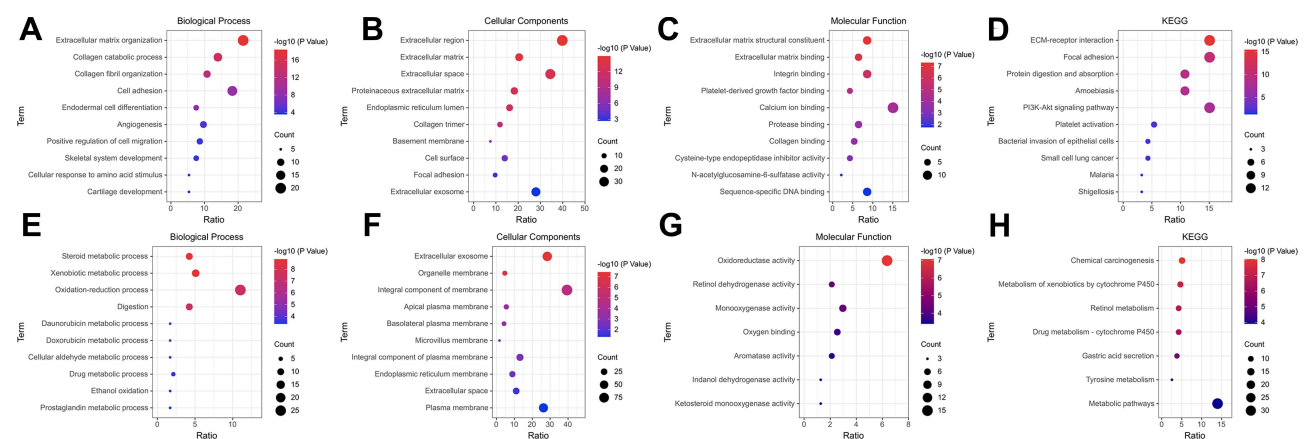 A
Biological Process
Extracellular matrix organization
Collagen catabolic process
Collagen fibril organization
Cell adhesion
Endodermal cell differentiation
Angiogenesis
Positive regulation of cell migration
Skeletal system development
Cellular response to amino acid stimulus
Cartilage development
Term
0 10 20
Ratio
-log10 (P Value)
16
12
8
4
Count
5
10
15
20
B
Cellular Components
Extracellular region
Extracellular matrix
Extracellular space
Proteinaceous extracellular matrix
Endoplasmic reticulum lumen
Collagen trimer
Basement membrane
Cell surface
Focal adhesion
Extracellular exosome
Term
0 10 20 30 40 50
Ratio
-log10 (P Value)
12
9
6
3
Count
10
20
30
C
Molecular Function
Extracellular matrix structural constituent
Extracellular matrix binding
Integrin binding
Platelet-derived growth factor binding
Calcium ion binding
Protease binding
Collagen binding
Cysteine-type endopeptidase inhibitor activity
N-acetylglucosamine-6-sulfatase activity
Sequence-specific DNA binding
Term
0 5 10 15
Ratio
-log10 (P Value)
7
6
5
4
3
2
Count
5
10
D
KEGG
ECM-receptor interaction
Focal adhesion
Protein digestion and absorption
Amoebiasis
PI3K-Akt signaling pathway
Platelet activation
Bacterial invasion of epithelial cells
Small cell lung cancer
Malaria
Shigellosis
Term
0 5 10 15
Ratio
-log10 (P Value)
15
10
5
Count
3
6
9
12
E
Biological Process
Steroid metabolic process
Xenobiotic metabolic process
Oxidation-reduction process
Digestion
Daunorubicin metabolic process
Doxorubicin metabolic process
Cellular aldehyde metabolic process
Drug metabolic process
Ethanol oxidation
Prostaglandin metabolic process
Term
0 5 10
Ratio
-log10 (P Value)
8
7
6
5
4
Count
5
10
15
20
25
F
Cellular Components
Extracellular exosome
Organelle membrane
Integral component of membrane
Apical plasma membrane
Basolateral plasma membrane
Microvillus membrane
Integral component of plasma membrane
Endoplasmic reticulum membrane
Extracellular space
Plasma membrane
Term
0 10 20 30 40
Ratio
-log10 (P Value)
7
6
5
4
3
2
Count
25
50
75
G
Molecular Function
Oxidoreductase activity
Retinol dehydrogenase activity
Monooxygenase activity
Oxygen binding
Aromatase activity
Indanol dehydrogenase activity
Ketosteroid monooxygenase activity
Term
0 2 4 6 8
Ratio
-log10 (P Value)
7
6
5
4
Count
3
6
9
12
15
H
KEGG
Chemical carcinogenesis
Metabolism of xenobiotics by cytochrome P450
Retinol metabolism
Drug metabolism - cytochrome P450
Gastric acid secretion
Tyrosine metabolism
Metabolic pathways
Term
0 5 10 15
Ratio
-log10 (P Value)
8
7
6
5
4
Count
10
15
20
25
30